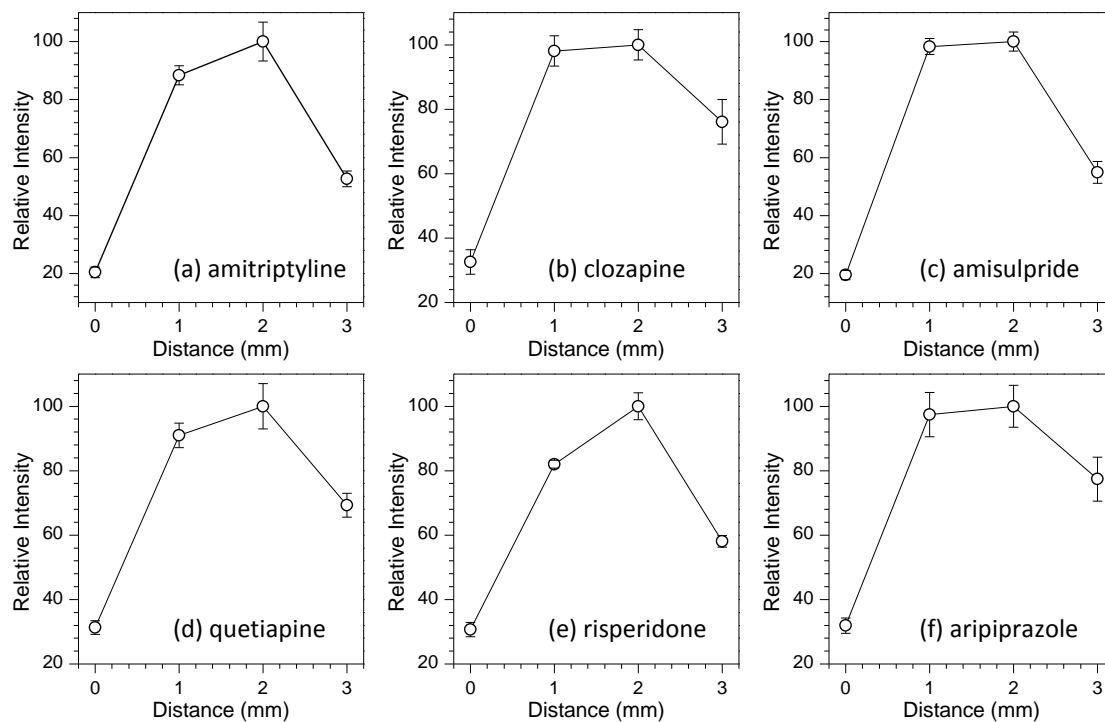 Relative Intensity
100
80
60
40
20
0 1 2 3
Distance (mm)
(a) amitriptyline
Relative Intensity
100
80
60
40
20
0 1 2 3
Distance (mm)
(b) clozapine
Relative Intensity
100
80
60
40
20
0 1 2 3
Distance (mm)
(c) amisulpride
Relative Intensity
100
80
60
40
20
0 1 2 3
Distance (mm)
(d) quetiapine
Relative Intensity
100
80
60
40
20
0 1 2 3
Distance (mm)
(e) risperidone
Relative Intensity
100
80
60
40
20
0 1 2 3
Distance (mm)
(f) aripiprazole